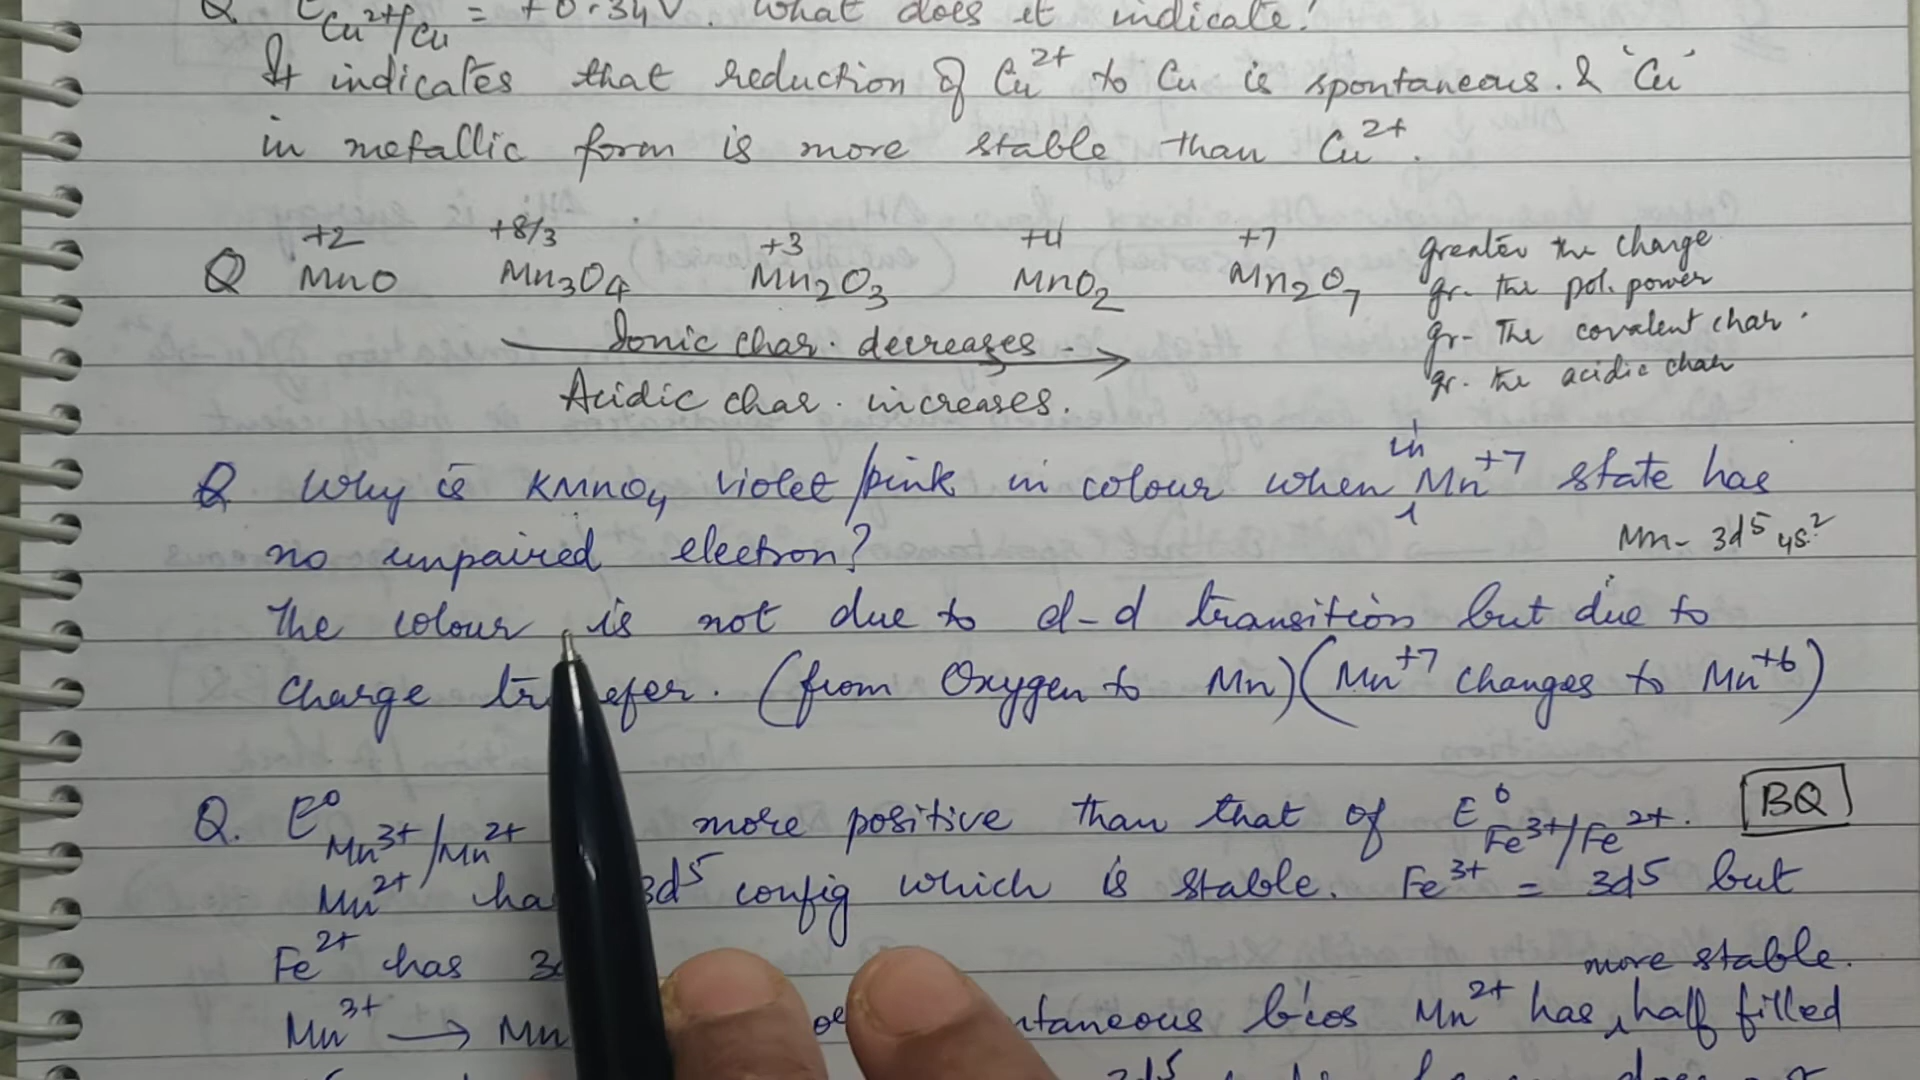 Q E Cu2+/Cu = +0.34V. What does it indicate?
It indicates that reduction of Cu2+ to Cu is spontaneous. & 'Cu'
in metallic form is more stable than Cu2+.
+2 +8/3 +3 +4 +7
Q MnO Mn3O4 Mn2O3 MnO2 Mn2O7
greater the charge
gr. the pol. power
gr- The covalent char.
gr. the acidic char
Ionic char. decreases
Acidic char. increases.
Q Why is KMnO4 violet/pink in colour when in Mn+7 state has
no unpaired electron?
Mn- 3d5 4s2
The colour is not due to d-d transition but due to
charge tr fer. (from Oxygen to Mn) (Mn+7 changes to Mn+6)
Q. E0 Mn3+/Mn2+ more positive than that of E0 Fe3+/Fe2+. BQ
Mn2+ ha 3d5 config which is stable. Fe3+ = 3d5 but
Fe2+ has
more stable.
Mn3+ → Mn ntaneous b'cos Mn2+ has half filled
3d5